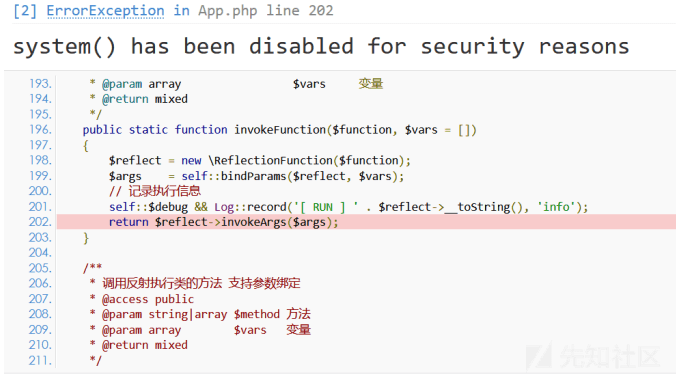 [2] ErrorException in App.php line 202
system() has been disabled for security reasons
193. * @param array $vars 变量
194. * @return mixed
195. */
196. public static function invokeFunction($function, $vars = [])
197. {
198. $reflect = new \ReflectionFunction($function);
199. $args = self::bindParams($reflect, $vars);
200. // 记录执行信息
201. self::$debug && Log::record('[ RUN ] ' . $reflect->__toString(), 'info');
202. return $reflect->invokeArgs($args);
203. }
204.
205. /**
206. * 调用反射执行类的方法 支持参数绑定
207. * @access public
208. * @param string|array $method 方法
209. * @param array $vars 变量
210. * @return mixed
211. */
先知社区